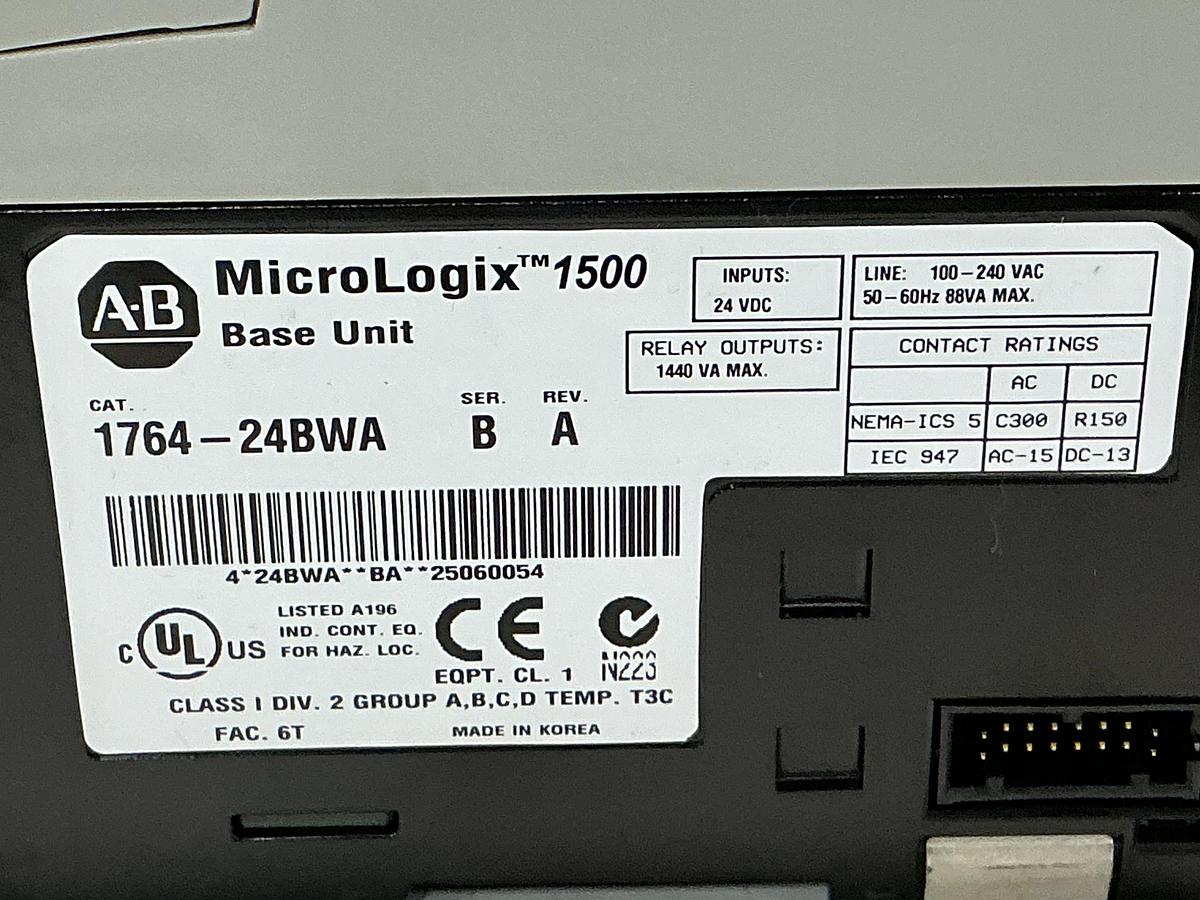 A·B
MicroLogix™ 1500
Base Unit
INPUTS:
24 VDC
LINE: 100–240 VAC
50–60Hz 88VA MAX.
RELAY OUTPUTS:
1440 VA MAX.
CONTACT RATINGS
AC DC
NEMA-ICS 5 C300 R150
IEC 947 AC-15 DC-13
CAT. SER. REV.
1764–24BWA B A
4*24BWA**BA**25060054
C UL US
LISTED A196
IND. CONT. EQ.
FOR HAZ. LOC.
CE
N223
EQPT. CL. 1
CLASS I DIV. 2 GROUP A,B,C,D TEMP. T3C
FAC. 6T MADE IN KOREA